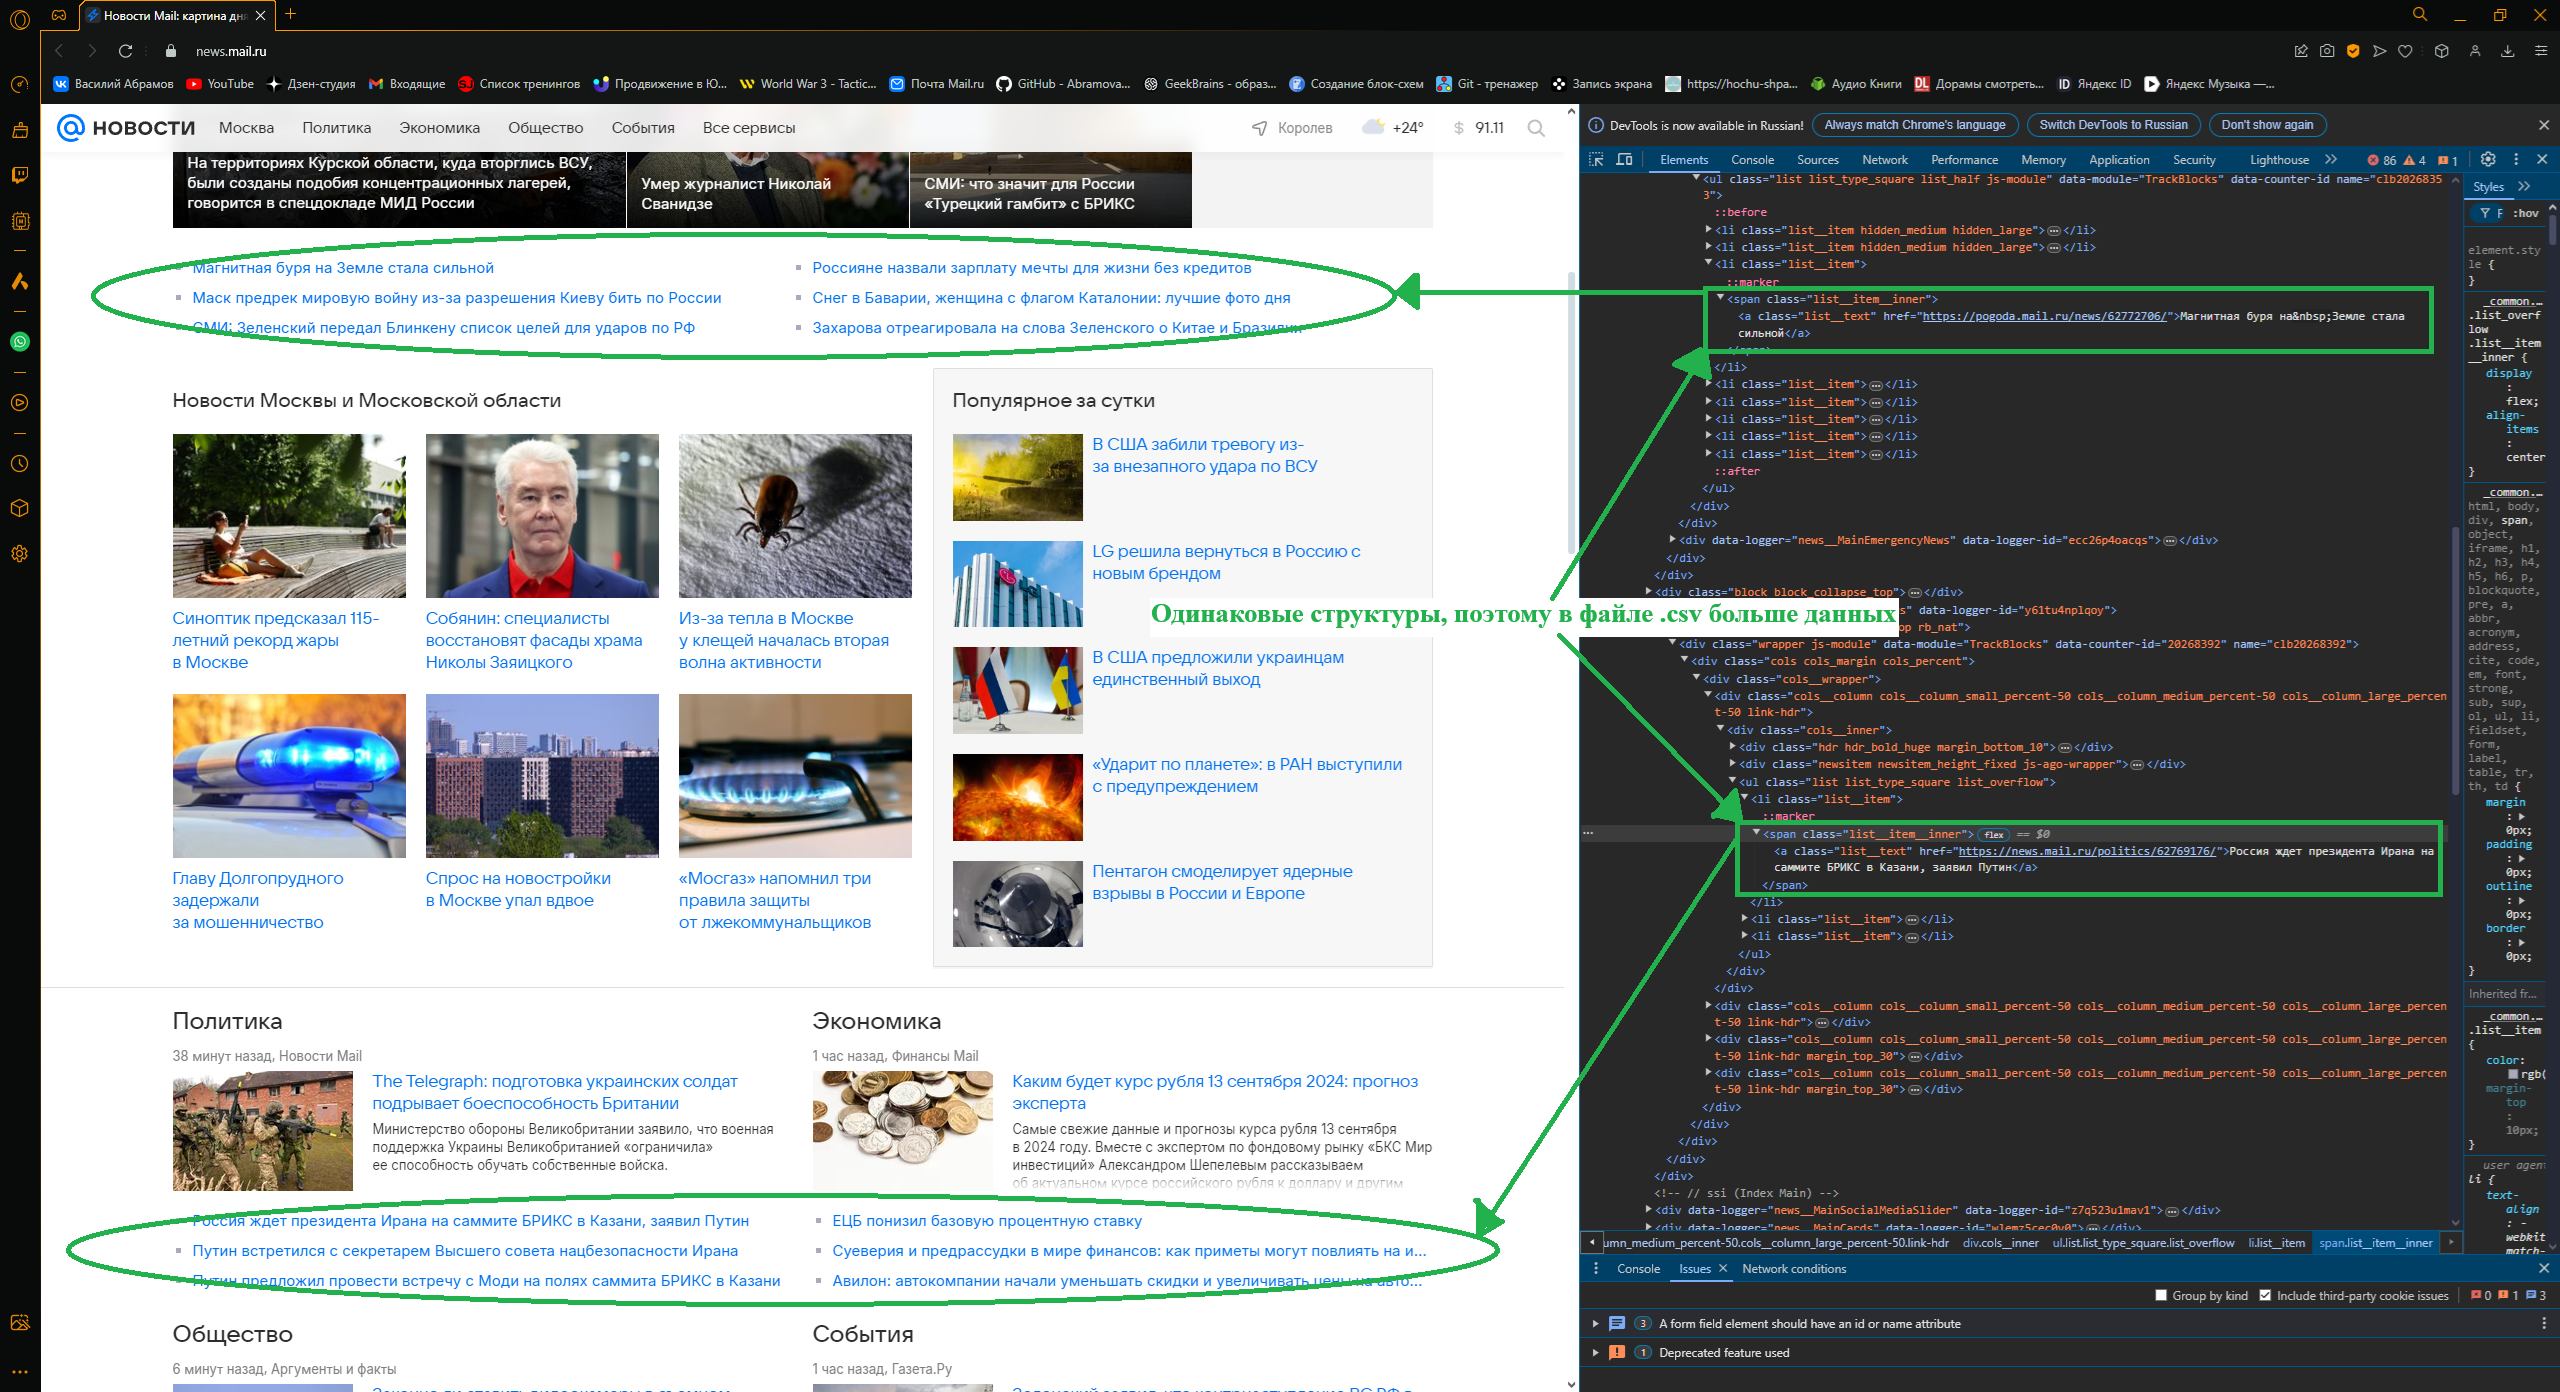 Новости Mail: картина дня
news.mail.ru
Василий Абрамов
YouTube
Дзен-студия
Входящие
Список тренингов
Продвижение в Ю...
World War 3 - Tactic...
Почта Mail.ru
GitHub - Abramova...
GeekBrains - образ...
Создание блок-схем
Git - тренажер
Запись экрана
https://hochu-shpa...
Аудио Книги
Дорамы смотреть...
Яндекс ID
Яндекс Музыка —...
НОВОСТИ Москва Политика Экономика Общество События Все сервисы Королев +24° $ 91.11
На территориях Курской области, куда вторглись ВСУ,
были созданы подобия концентрационных лагерей,
говорится в спецдокладе МИД России
Умер журналист Николай
Сванидзе
СМИ: что значит для России
«Турецкий гамбит» с БРИКС
Магнитная буря на Земле стала сильной
Маск предрек мировую войну из-за разрешения Киеву бить по России
СМИ: Зеленский передал Блинкену список целей для ударов по РФ
Россияне назвали зарплату мечты для жизни без кредитов
Снег в Баварии, женщина с флагом Каталонии: лучшие фото дня
Захарова отреагировала на слова Зеленского о Китае и Бразилии
Новости Москвы и Московской области
Синоптик предсказал 115-
летний рекорд жары
в Москве
Собянин: специалисты
восстановят фасады храма
Николы Заяицкого
Из-за тепла в Москве
у клещей началась вторая
волна активности
Главу Долгопрудного
задержали
за мошенничество
Спрос на новостройки
в Москве упал вдвое
«Мосгаз» напомнил три
правила защиты
от лжекоммунальщиков
Популярное за сутки
В США забили тревогу из-
за внезапного удара по ВСУ
LG решила вернуться в Россию с
новым брендом
В США предложили украинцам
единственный выход
«Ударит по планете»: в РАН выступили
с предупреждением
Пентагон смоделирует ядерные
взрывы в России и Европе
Одинаковые структуры, поэтому в файле .csv больше данных
Политика
38 минут назад, Новости Mail
The Telegraph: подготовка украинских солдат
подрывает боеспособность Британии
Министерство обороны Великобритании заявило, что военная
поддержка Украины Великобританией «ограничила»
ее способность обучать собственные войска.
Россия ждет президента Ирана на саммите БРИКС в Казани, заявил Путин
Путин встретился с секретарем Высшего совета нацбезопасности Ирана
Путин предложил провести встречу с Моди на полях саммита БРИКС в Казани
Экономика
1 час назад, Финансы Mail
Каким будет курс рубля 13 сентября 2024: прогноз
эксперта
Самые свежие данные и прогнозы курса рубля 13 сентября
в 2024 году. Вместе с экспертом по фондовому рынку «БКС Мир
инвестиций» Александром Шепелевым рассказываем
об актуальном курсе российского рубля к доллару и другим
ЕЦБ понизил базовую процентную ставку
Суеверия и предрассудки в мире финансов: как приметы могут повлиять на и...
Авилон: автокомпании начали уменьшать скидки и увеличивать цены на авто...
Общество
6 минут назад, Аргументы и факты
События
1 час назад, Газета.Ру
DevTools is now available in Russian! Always match Chrome's language Switch DevTools to Russian Don't show again
Elements Console Sources Network Performance Memory Application Security Lighthouse 86 4 1
<ul class="list list_type_square list_half js-module" data-module="TrackBlocks" data-counter-id name="clb2026835
3">
::before
<li class="list__item hidden_medium hidden_large"> </li>
<li class="list__item hidden_medium hidden_large"> </li>
<li class="list__item">
::marker
<span class="list__item__inner">
<a class="list__text" href="https://pogoda.mail.ru/news/62772706/">Магнитная буря на&nbsp;Земле стала
сильной</a>
</span>
</li>
<li class="list__item"> </li>
<li class="list__item"> </li>
<li class="list__item"> </li>
<li class="list__item"> </li>
<li class="list__item"> </li>
::after
</ul>
</div>
</div>
<div data-logger="news__MainEmergencyNews" data-logger-id="ecc26p4oacqs"> </div>
</div>
</div>
<div class="block block_collapse_top"> </div>
s" data-logger-id="y61tu4nplqoy">
op rb_nat">
<div class="wrapper js-module" data-module="TrackBlocks" data-counter-id="20268392" name="clb20268392">
<div class="cols cols_margin cols_percent">
<div class="cols__wrapper">
<div class="cols__column cols__column_small_percent-50 cols__column_medium_percent-50 cols__column_large_percen
t-50 link-hdr">
<div class="cols__inner">
<div class="hdr hdr_bold_huge margin_bottom_10"> </div>
<div class="newsitem newsitem_height_fixed js-ago-wrapper"> </div>
<ul class="list list_type_square list_overflow">
<li class="list__item">
::marker
<span class="list__item__inner"> flex == $0
<a class="list__text" href="https://news.mail.ru/politics/62769176/">Россия ждет президента Ирана на
саммите БРИКС в Казани, заявил Путин</a>
</span>
</li>
<li class="list__item"> </li>
<li class="list__item"> </li>
</ul>
</div>
</div>
<div class="cols__column cols__column_small_percent-50 cols__column_medium_percent-50 cols__column_large_percen
t-50 link-hdr"> </div>
<div class="cols__column cols__column_small_percent-50 cols__column_medium_percent-50 cols__column_large_percen
t-50 link-hdr margin_top_30"> </div>
<div class="cols__column cols__column_small_percent-50 cols__column_medium_percent-50 cols__column_large_percen
t-50 link-hdr margin_top_30"> </div>
</div>
</div>
</div>
</div>
</div>
<!-- // ssi (Index Main) -->
<div data-logger="news__MainSocialMediaSlider" data-logger-id="z7q523u1mav1"> </div>
umn_medium_percent-50.cols__column_large_percent-50.link-hdr div.cols__inner ul.list.list_type_square.list_overflow li.list__item span.list__item__inner
Styles
F :hov
element.sty
le {
}
_common....
.list_overf
low
.list__item
__inner {
display
:
flex;
align-
items
:
center
}
_common....
html, body,
div, span,
object,
iframe, h1,
h2, h3, h4,
h5, h6, p,
blockquote,
pre, a,
abbr,
acronym,
address,
cite, code,
em, font,
strong,
sub, sup,
ol, ul, li,
fieldset,
form,
label,
table, tr,
th, td {
margin
:
0px;
padding
:
0px;
outline
:
0px;
border
:
0px;
}
Inherited fr...
_common....
.list__item
{
color:
rgb(
margin-
top
:
10px;
}
user agen
li {
text-
align
: -
webkit
match-
Console Issues Network conditions
Group by kind Include third-party cookie issues 0 1 3
3 A form field element should have an id or name attribute
1 Deprecated feature used